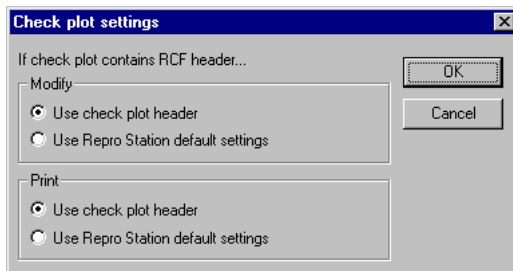 Check plot settings
If check plot contains RCF header...
Modify
Use check plot header
Use Repro Station default settings
Print
Use check plot header
Use Repro Station default settings
OK
Cancel